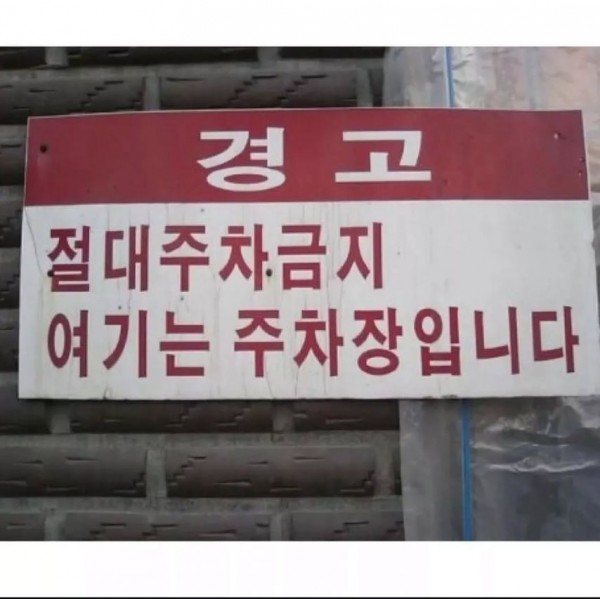 경고
절대주차금지
여기는 주차장입니다